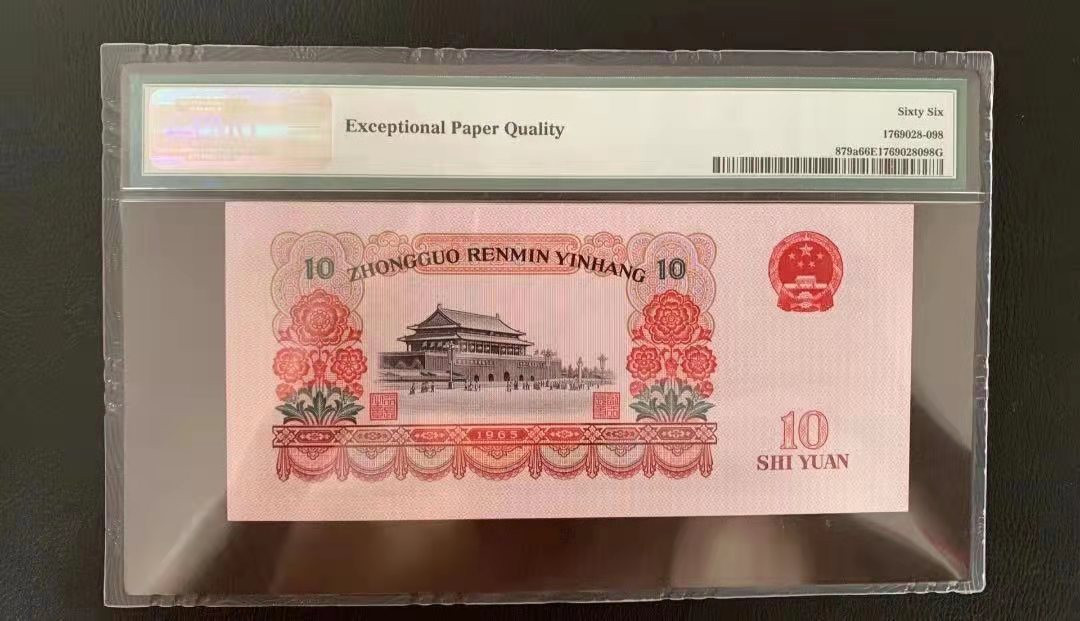 Exceptional Paper Quality
Sixty Six
1769028-098
879a66E1769028098G
10 ZHONGGUO RENMIN YINHANG 10
1965
10
SHI YUAN